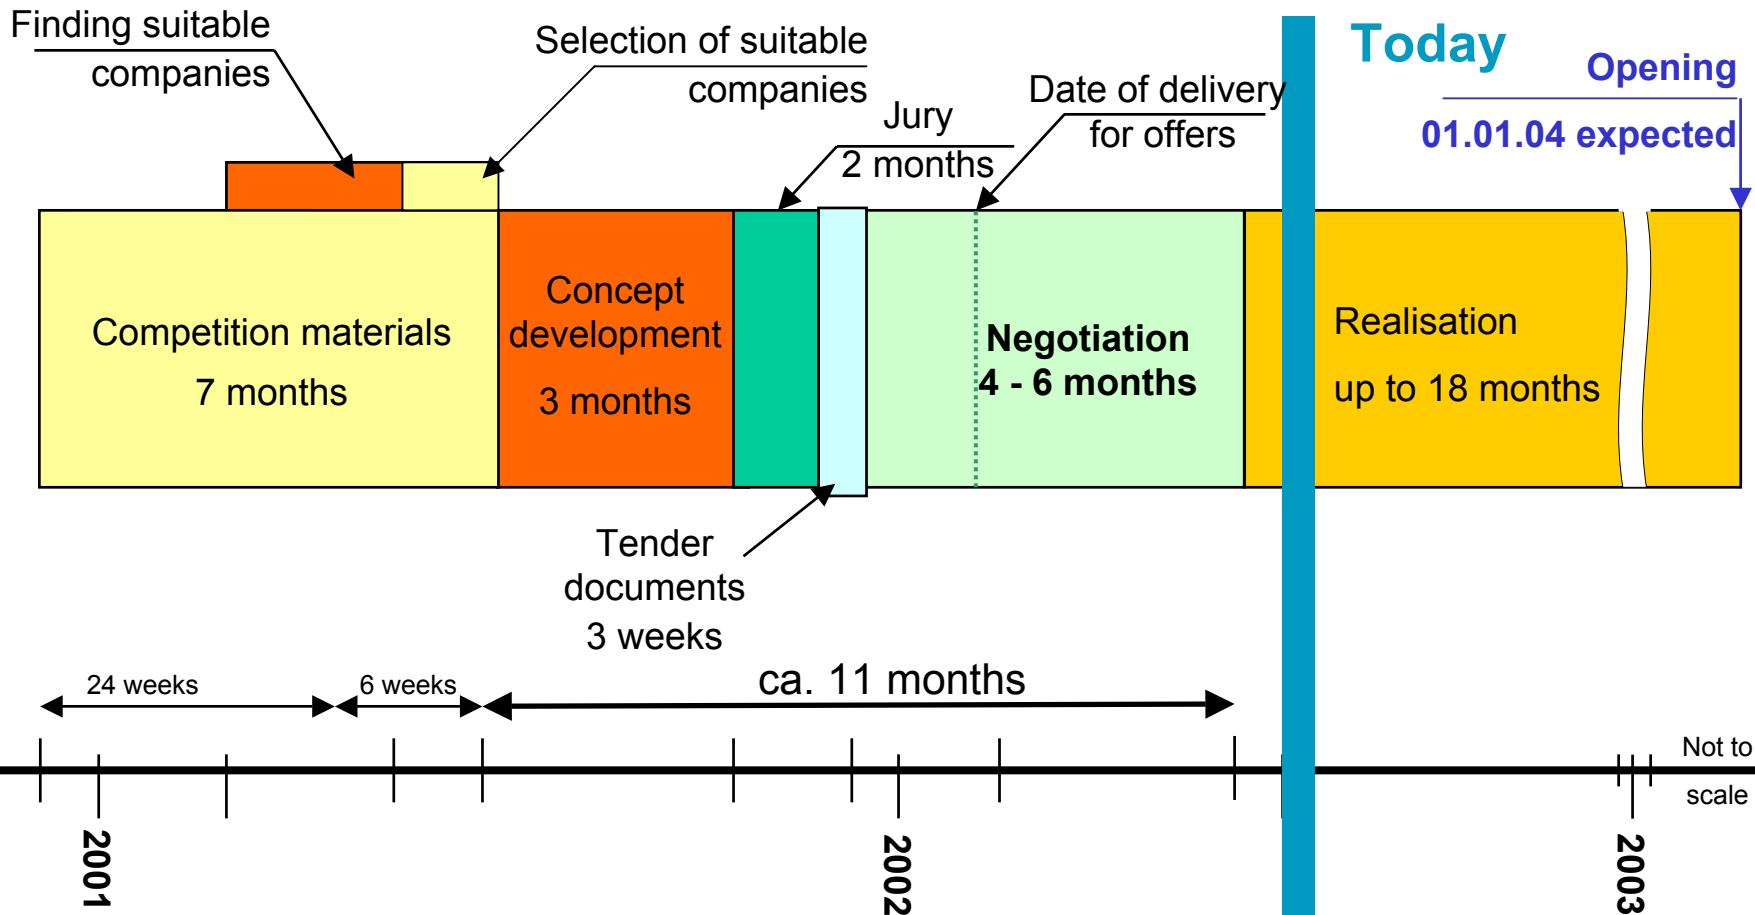 Finding suitable
companies
Selection of suitable
companies
Jury
2 months
Date of delivery
for offers
Today
Opening
01.01.04 expected
Competition materials
7 months
Concept
development
3 months
Negotiation
4 - 6 months
Realisation
up to 18 months
Tender
documents
3 weeks
24 weeks
6 weeks
ca. 11 months
Not to
scale
2001
2002
2003